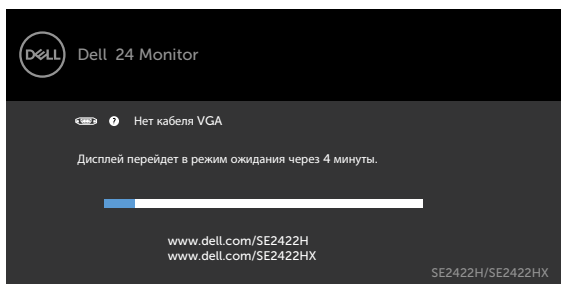 DELL
Dell 24 Monitor
? Нет кабеля VGA
Дисплей перейдет в режим ожидания через 4 минуты.
www.dell.com/SE2422H
www.dell.com/SE2422HX
SE2422H/SE2422HX